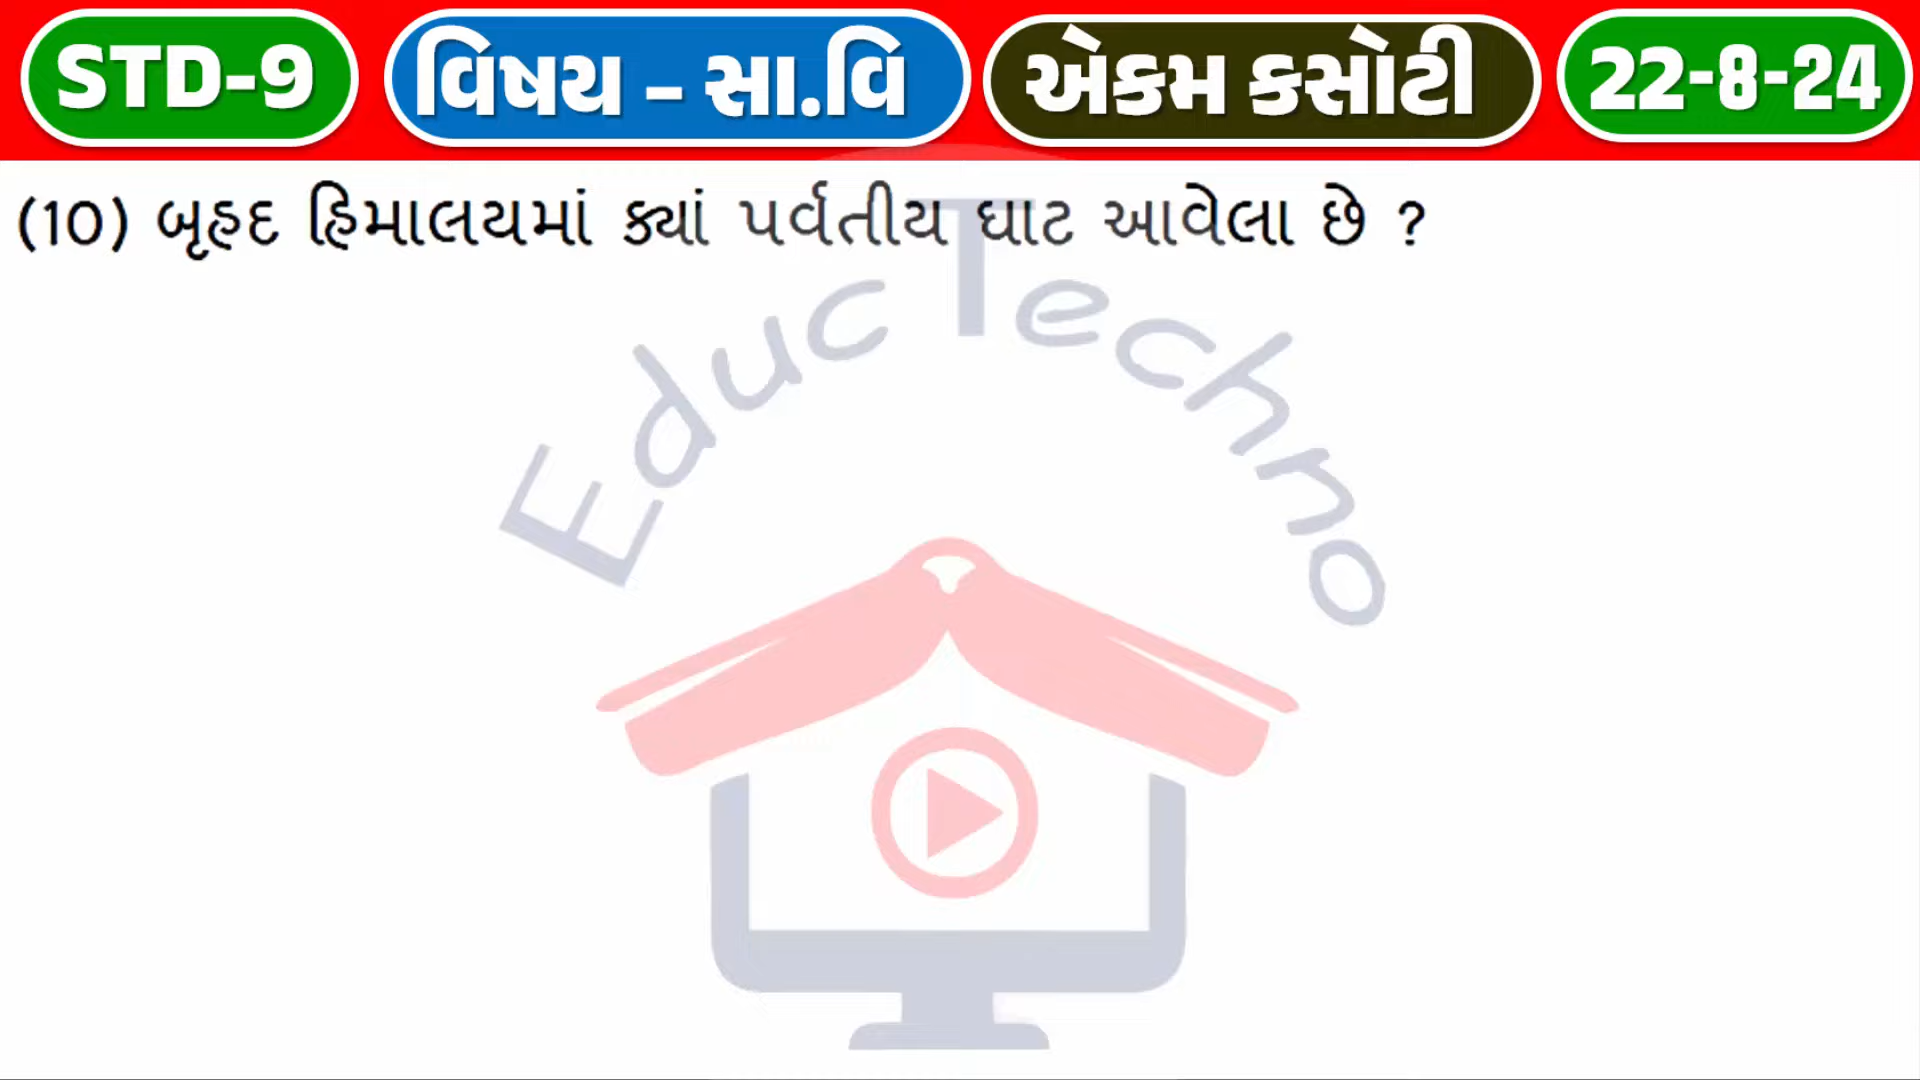 STD-9 વિષય – સા.વિ એકમ કસોટી 22-8-24
(10) બૃહદ હિમાલયમાં ક્યાં પર્વતીય ઘાટ આવેલા છે ?
EducTechno